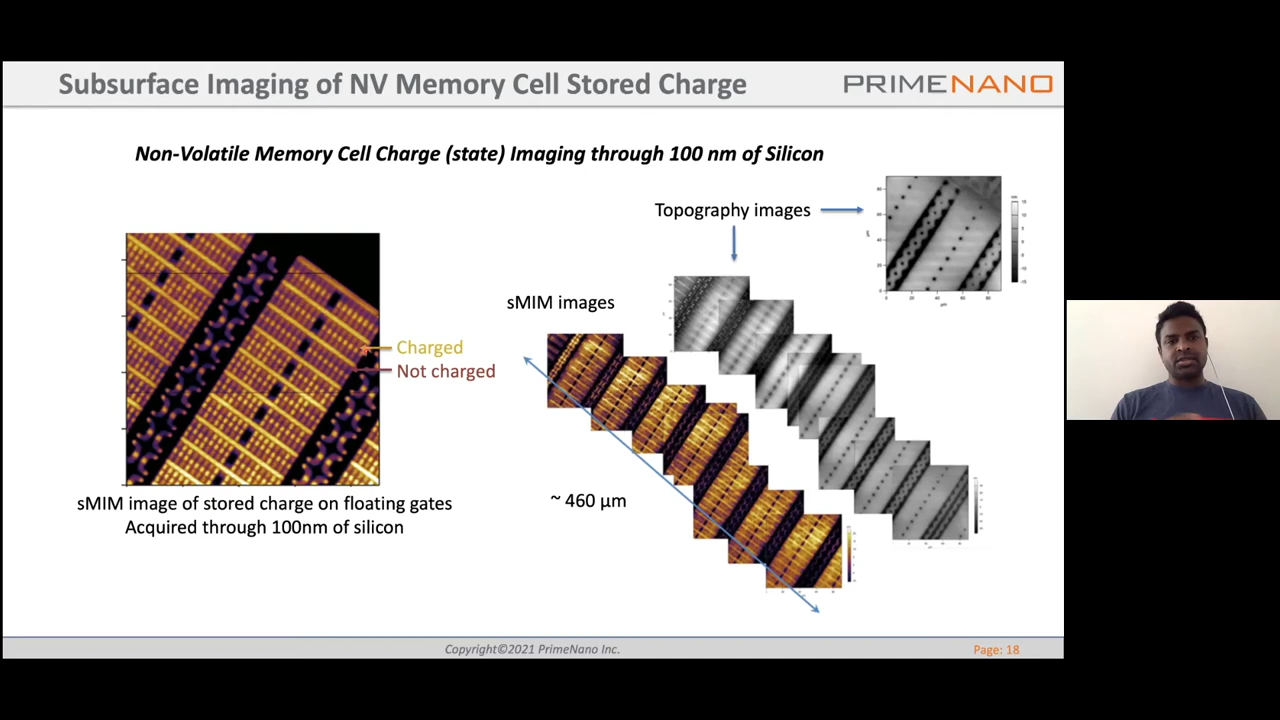 Subsurface Imaging of NV Memory Cell Stored Charge
PRIMENANO
Non-Volatile Memory Cell Charge (state) Imaging through 100 nm of Silicon
Topography images
sMIM images
Charged
Not charged
~ 460 µm
sMIM image of stored charge on floating gates
Acquired through 100nm of silicon
Copyright©2021 PrimeNano Inc.
Page: 18